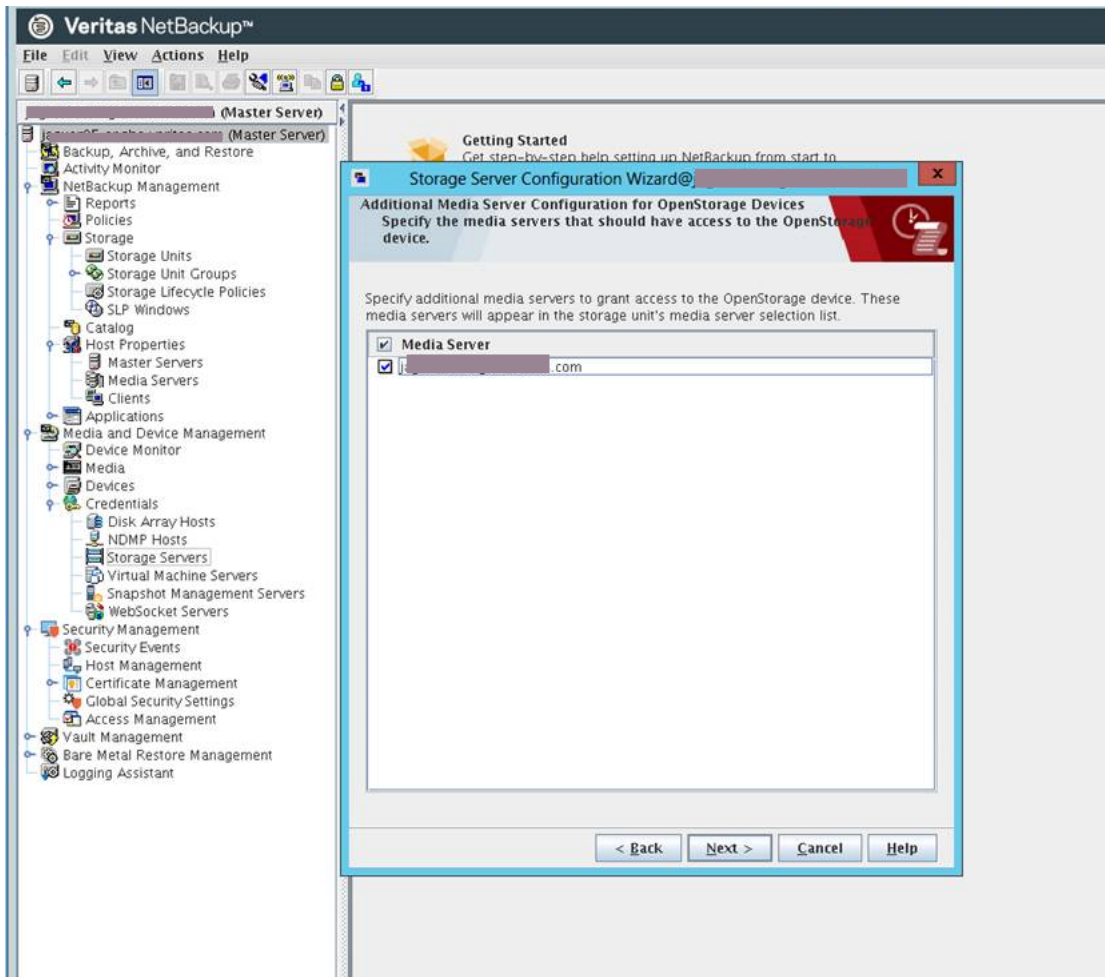 Veritas NetBackup™
File Edit View Actions Help
(Master Server)
(Master Server)
Backup, Archive, and Restore
Activity Monitor
NetBackup Management
Reports
Policies
Storage
Storage Units
Storage Unit Groups
Storage Lifecycle Policies
SLP Windows
Catalog
Host Properties
Master Servers
Media Servers
Clients
Applications
Media and Device Management
Device Monitor
Media
Devices
Credentials
Disk Array Hosts
NDMP Hosts
Storage Servers
Virtual Machine Servers
Snapshot Management Servers
WebSocket Servers
Security Management
Security Events
Host Management
Certificate Management
Global Security Settings
Access Management
Vault Management
Bare Metal Restore Management
Logging Assistant
Getting Started
Get step-by-step help setting up NetBackup from start to
Storage Server Configuration Wizard@
Additional Media Server Configuration for OpenStorage Devices
Specify the media servers that should have access to the OpenStorage
device.
Specify additional media servers to grant access to the OpenStorage device. These
media servers will appear in the storage unit's media server selection list.
Media Server
.com
< Back Next > Cancel Help